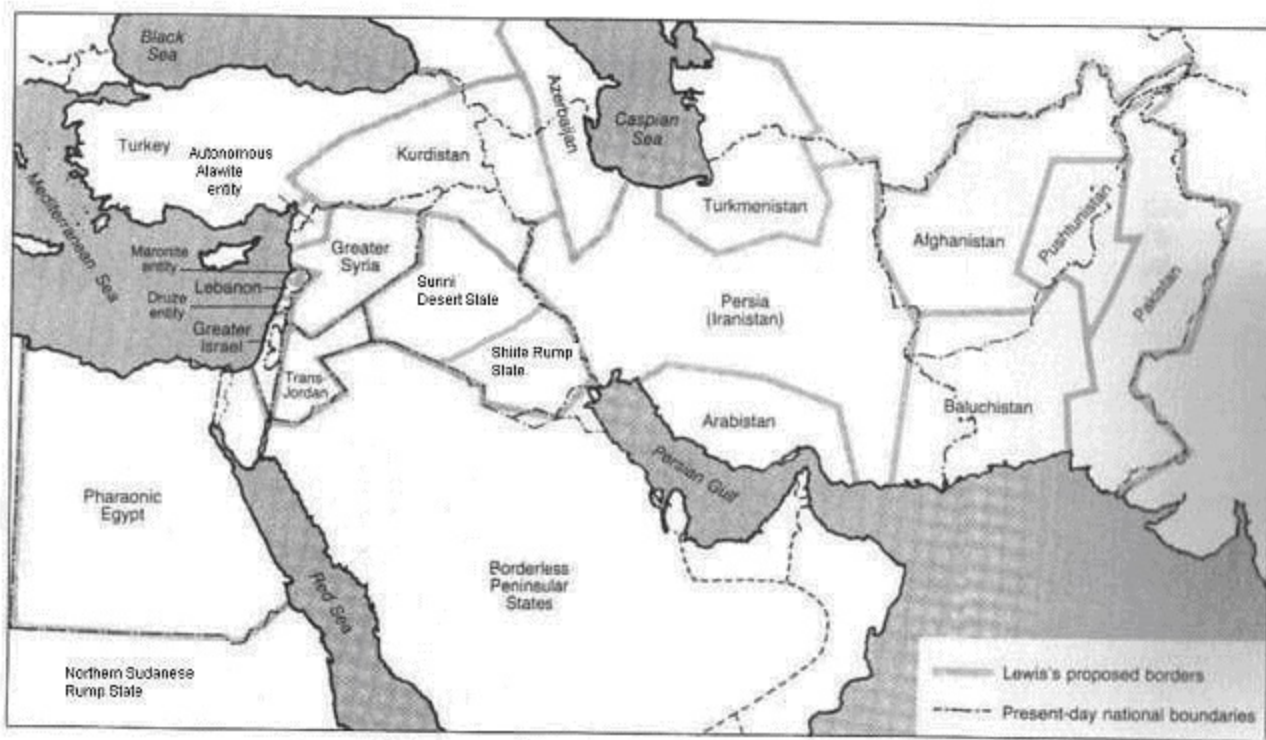 Black
Sea
Caspian
Sea
Azerbaijan
Turkey
Autonomous
Alawite
entity
Kurdistan
Turkmenistan
Afghanistan
Pushtunistan
Pakistan
Mediterranean Sea
Maronite
entity
Lebanon
Druze
entity
Greater
Israel
Greater
Syria
Sunni
Desert State
Persia
(Iranistan)
Shiite Rump
State
Trans-
Jordan
Arabistan
Baluchistan
Persian Gulf
Pharaonic
Egypt
Red Sea
Borderless
Peninsular
States
Northern Sudanese
Rump State
Lewis's proposed borders
Present-day national boundaries